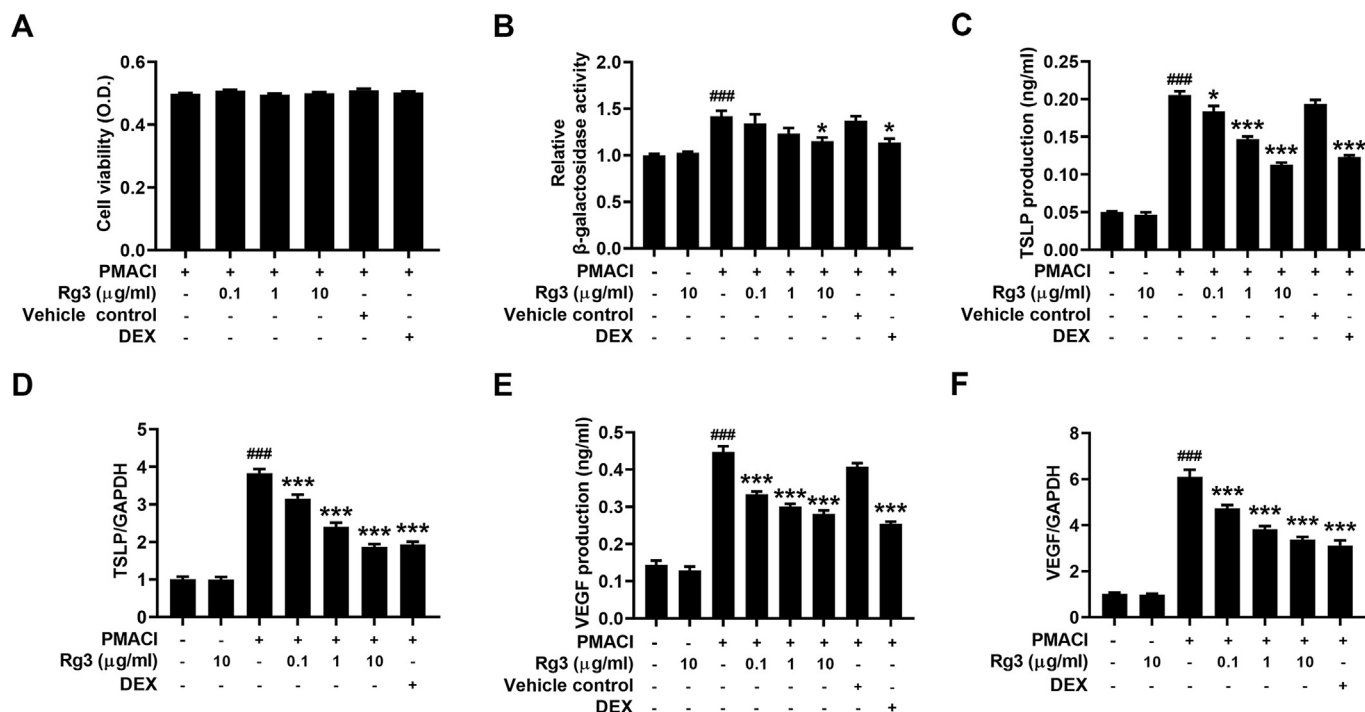 A
Cell viability (O.D.)
0.6
0.4
0.2
0.0
PMACI + + + + + +
Rg3 (μg/ml) - 0.1 1 10 - -
Vehicle control - - - - + -
DEX - - - - - +
B
Relative
β-galactosidase activity
2.0
1.5
1.0
0.5
0.0
###
*
*
PMACI - - + + + + + +
Rg3 (μg/ml) - 10 - 0.1 1 10 - -
Vehicle control - - - - - - + -
DEX - - - - - - - +
C
TSLP production (ng/ml)
0.25
0.20
0.15
0.10
0.05
0.00
###
*
***
***
***
PMACI - - + + + + + +
Rg3 (μg/ml) - 10 - 0.1 1 10 - -
Vehicle control - - - - - - + -
DEX - - - - - - - +
D
TSLP/GAPDH
5
4
3
2
1
0
###
***
***
***
***
PMACI - - + + + + +
Rg3 (μg/ml) - 10 - 0.1 1 10 -
DEX - - - - - - +
E
VEGF production (ng/ml)
0.5
0.4
0.3
0.2
0.1
0.0
###
***
***
***
***
PMACI - - + + + + + +
Rg3 (μg/ml) - 10 - 0.1 1 10 - -
Vehicle control - - - - - - + -
DEX - - - - - - - +
F
VEGF/GAPDH
8
6
4
2
0
###
***
***
***
***
PMACI - - + + + + +
Rg3 (μg/ml) - 10 - 0.1 1 10 -
DEX - - - - - - +